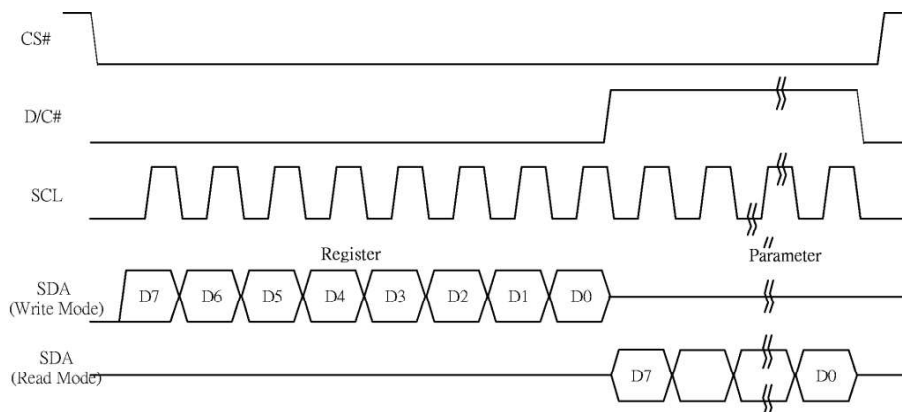 CS#
D/C#
SCL
Register
Parameter
SDA
(Write Mode)
D7 D6 D5 D4 D3 D2 D1 D0
SDA
(Read Mode)
D7 D0